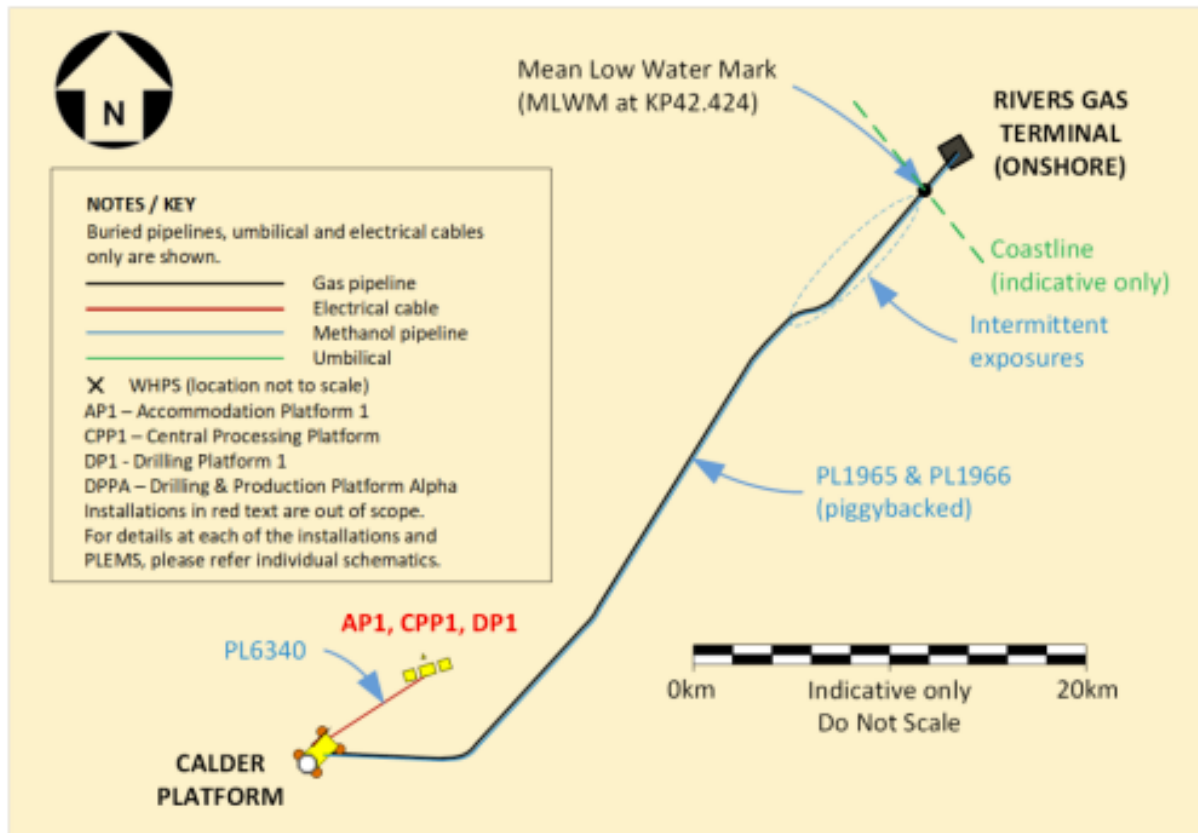 N
Mean Low Water Mark
(MLWM at KP42.424)
RIVERS GAS
TERMINAL
(ONSHORE)
NOTES / KEY
Buried pipelines, umbilical and electrical cables
only are shown.
Gas pipeline
Electrical cable
Methanol pipeline
Umbilical
X WHPS (location not to scale)
AP1 – Accommodation Platform 1
CPP1 – Central Processing Platform
DP1 - Drilling Platform 1
DPPA – Drilling & Production Platform Alpha
Installations in red text are out of scope.
For details at each of the installations and
PLEMS, please refer individual schematics.
Coastline
(indicative only)
Intermittent
exposures
PL1965 & PL1966
(piggybacked)
AP1, CPP1, DP1
PL6340
0km
Indicative only
20km
Do Not Scale
CALDER
PLATFORM